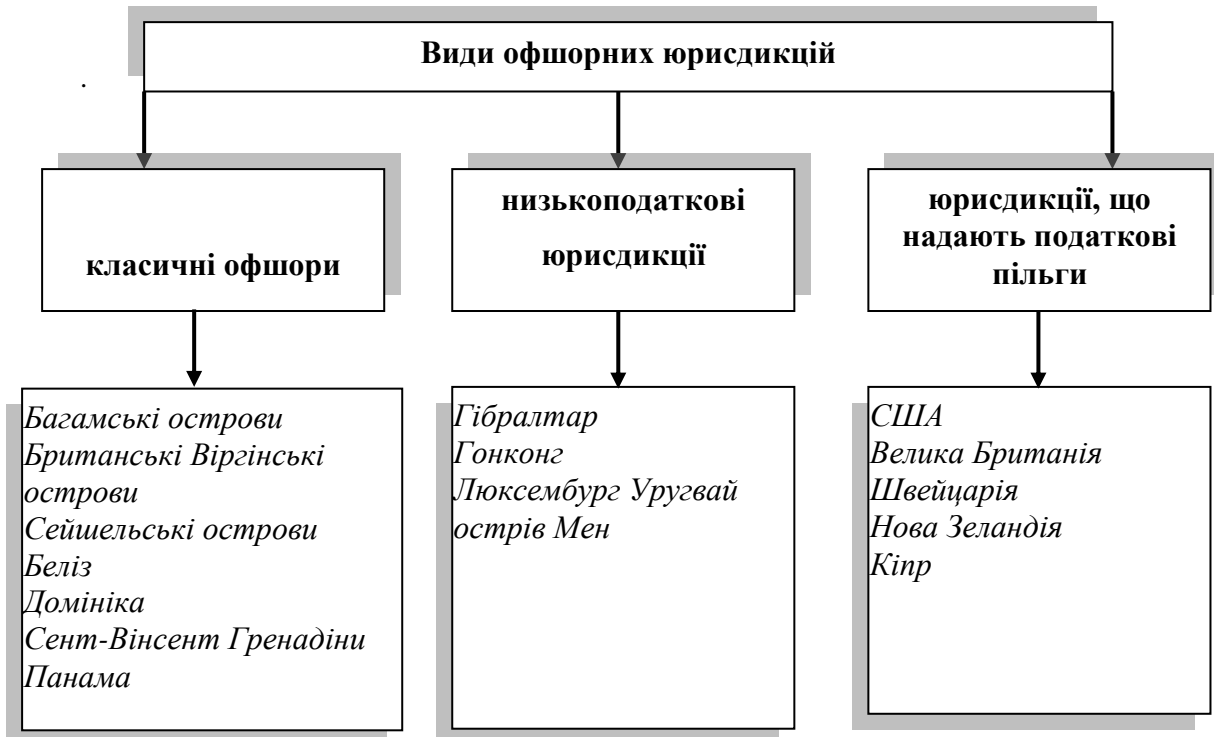 Види офшорних юрисдикцій
.
класичні офшори
низькоподаткові
юрисдикції
юрисдикції, що
надають податкові
пільги
Багамські острови
Британські Віргінські
острови
Сейшельські острови
Беліз
Домініка
Сент-Вінсент Гренадіни
Панама
Гібралтар
Гонконг
Люксембург Уругвай
острів Мен
США
Велика Британія
Швейцарія
Нова Зеландія
Кіпр